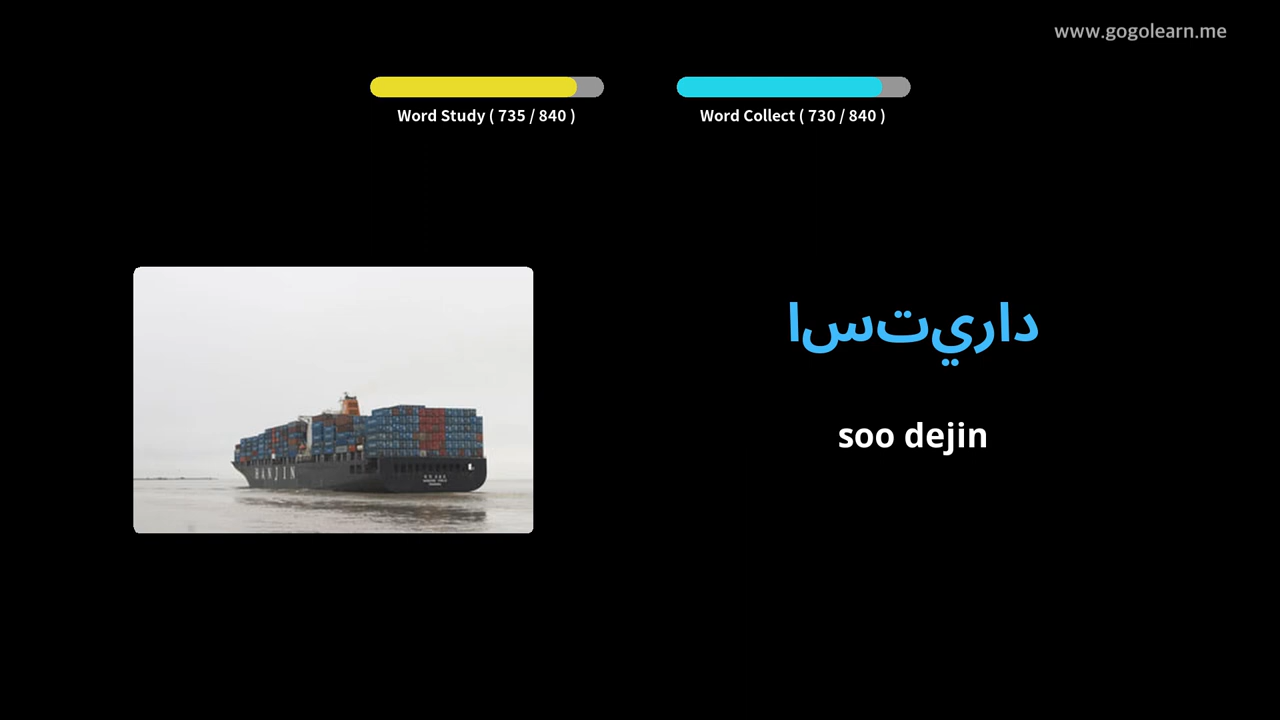 www.gogolearn.me
Word Study ( 735 / 840 )
Word Collect ( 730 / 840 )
استيراد
soo dejin
HANJIN